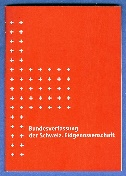 Bundesverfassung
der Schweiz. Eidgenossenschaft